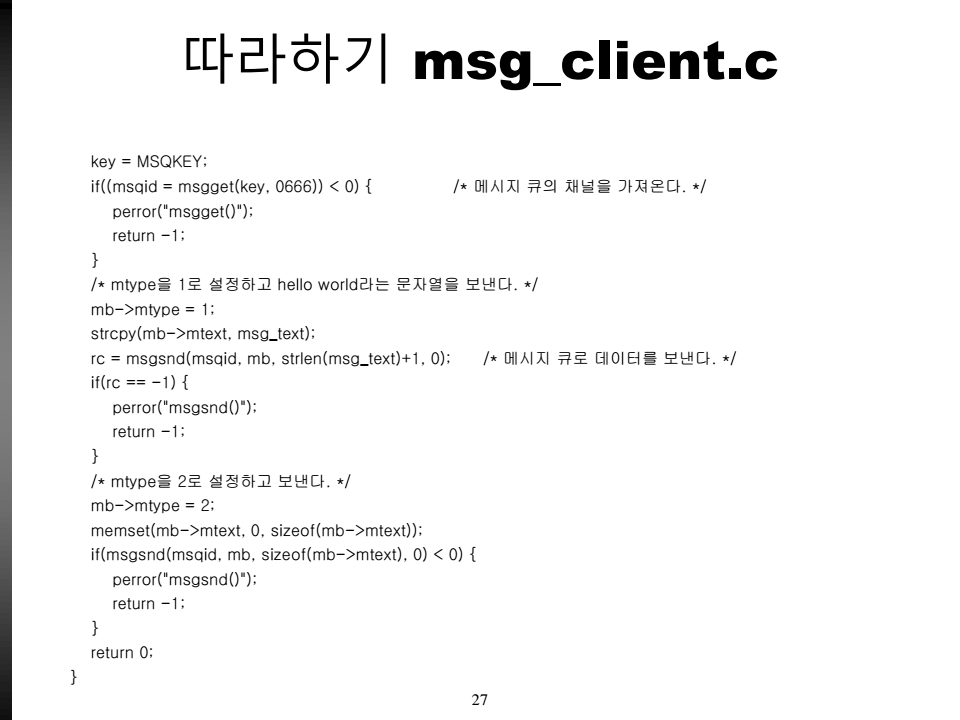 따라하기 msg_client.c
key = MSQKEY;
if((msqid = msgget(key, 0666)) < 0) { /* 메시지 큐의 채널을 가져온다. */
perror("msgget()");
return -1;
}
/* mtype을 1로 설정하고 hello world라는 문자열을 보낸다. */
mb->mtype = 1;
strcpy(mb->mtext, msg_text);
rc = msgsnd(msqid, mb, strlen(msg_text)+1, 0); /* 메시지 큐로 데이터를 보낸다. */
if(rc == -1) {
perror("msgsnd()");
return -1;
}
/* mtype을 2로 설정하고 보낸다. */
mb->mtype = 2;
memset(mb->mtext, 0, sizeof(mb->mtext));
if(msgsnd(msqid, mb, sizeof(mb->mtext), 0) < 0) {
perror("msgsnd()");
return -1;
}
return 0;
}
27